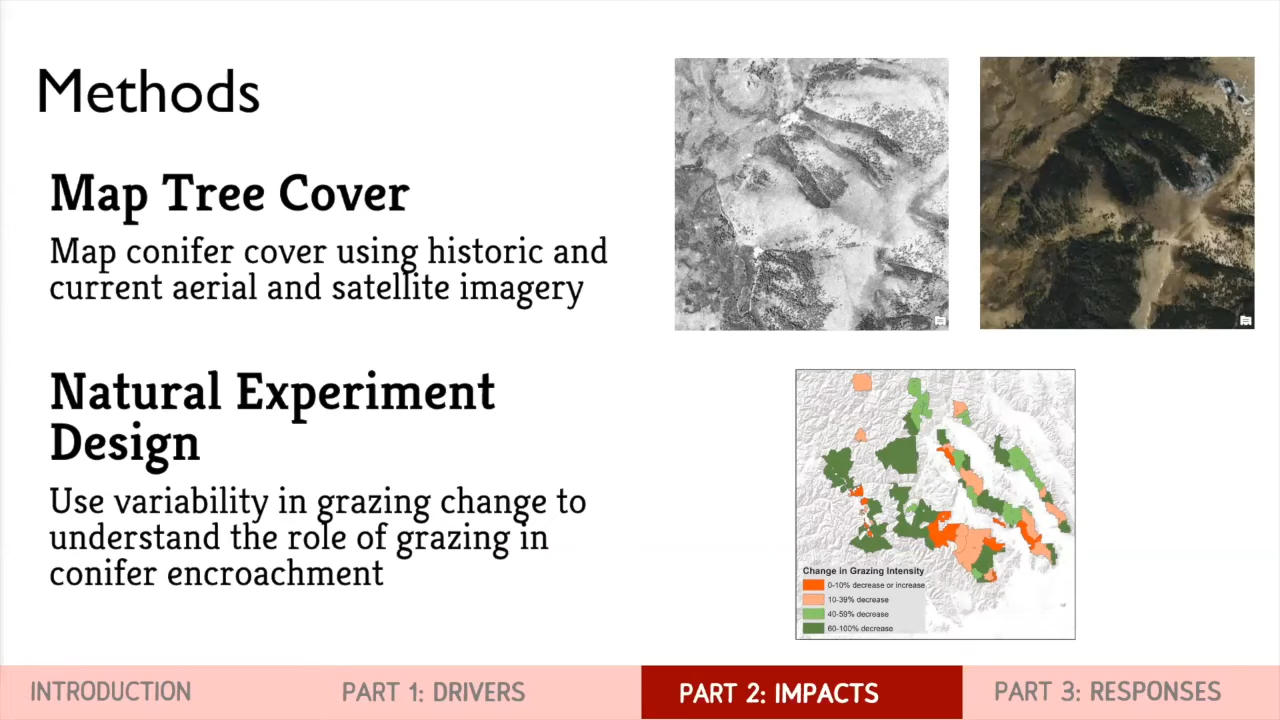 Methods
Map Tree Cover
Map conifer cover using historic and
current aerial and satellite imagery
Natural Experiment
Design
Use variability in grazing change to
understand the role of grazing in
conifer encroachment
Change in Grazing Intensity
0-10% decrease or increase
10-39% decrease
40-59% decrease
60-100% decrease
INTRODUCTION
PART 1: DRIVERS
PART 2: IMPACTS
PART 3: RESPONSES